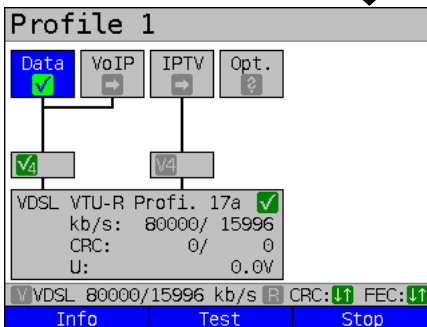 Profile 1
Data VoIP IPTV Opt.
?
V4 V4
VDSL VTU-R Profi. 17a
kb/s: 80000/ 15996
CRC: 0/ 0
U: 0.0V
V VDSL 80000/15996 kb/s R CRC: FEC:
Info Test Stop